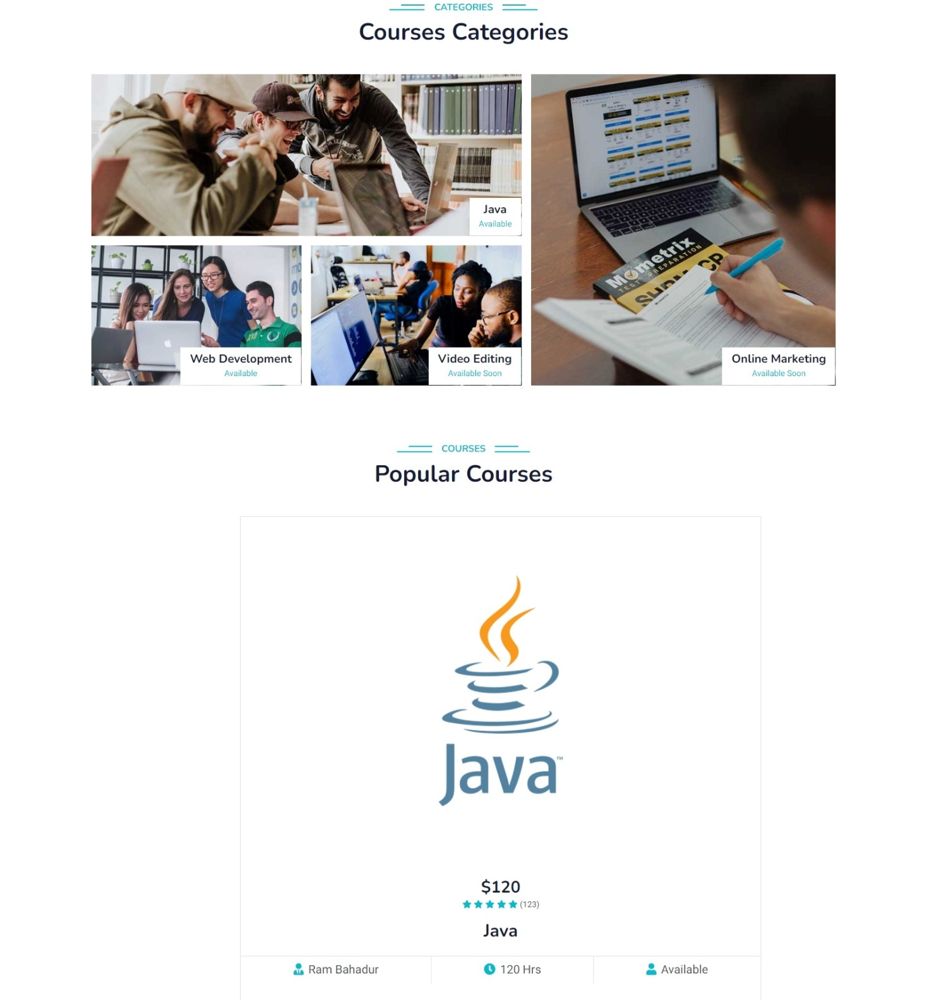 CATEGORIES
Courses Categories
Java
Available
Mometrix
TEST PREPARATION
Web Development
Available
Video Editing
Available Soon
Online Marketing
Available Soon
COURSES
Popular Courses
Java™
$120
(123)
Java
Ram Bahadur
120 Hrs
Available